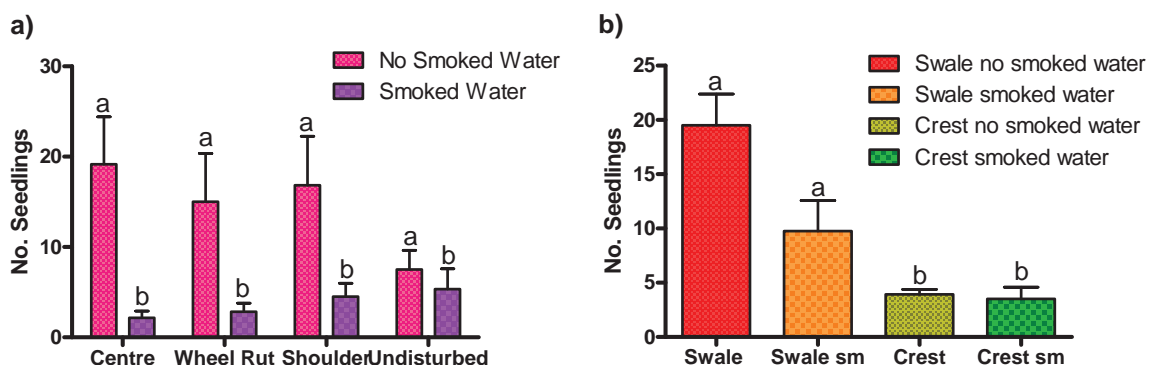 a)
No Smoked Water
Smoked Water
No. Seedlings
30
20
10
0
a
b
a
b
a
b
a
b
Centre
Wheel Rut
Shoulder
Undisturbed
b)
Swale no smoked water
Swale smoked water
Crest no smoked water
Crest smoked water
No. Seedlings
25
20
15
10
5
0
a
a
b
b
Swale
Swale sm
Crest
Crest sm